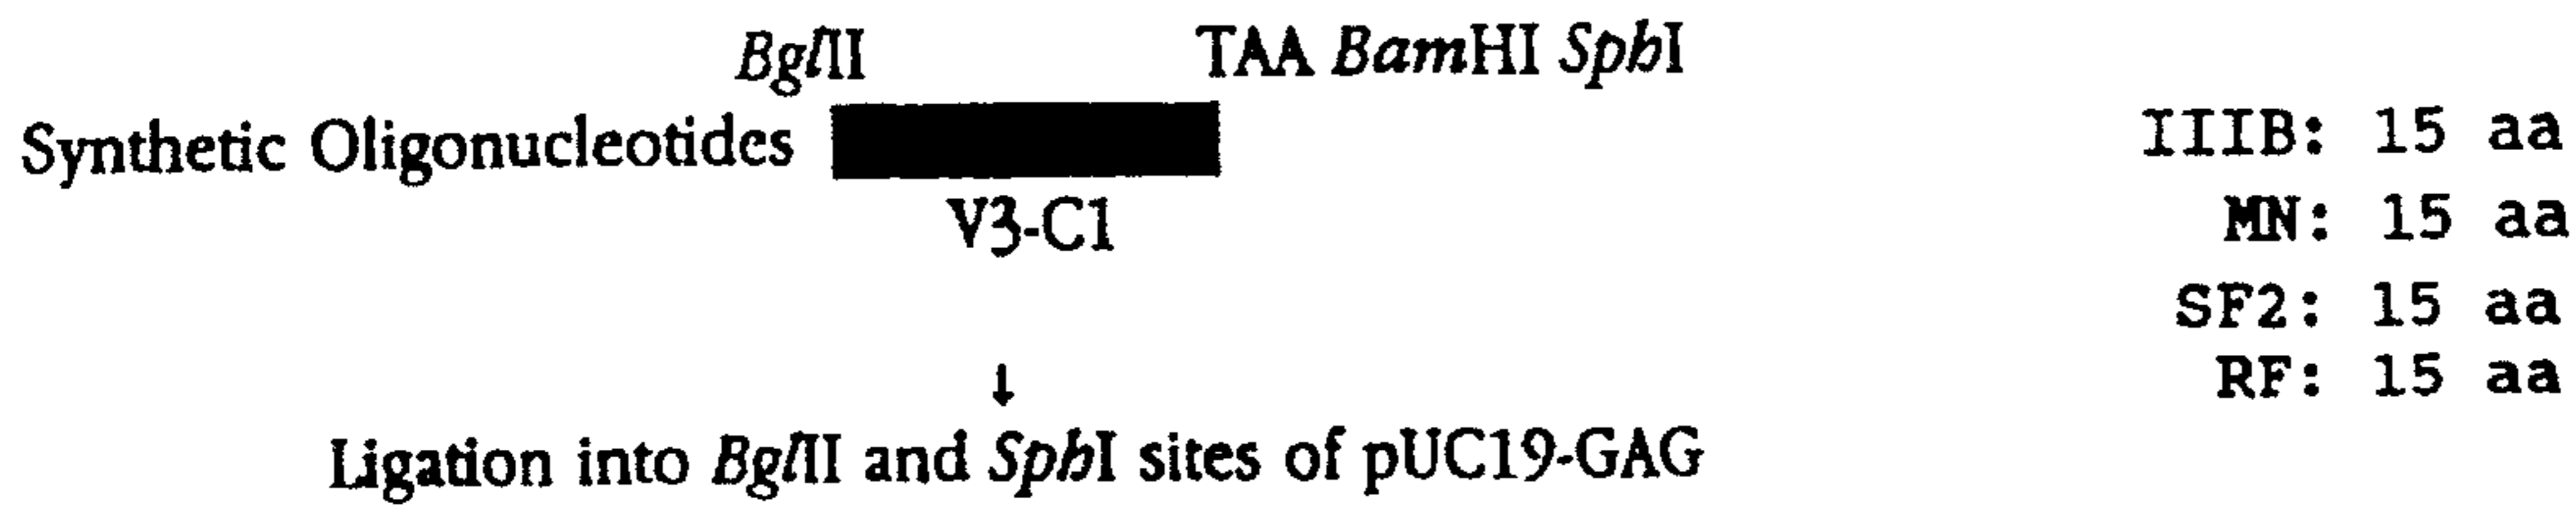 BglII TAA BamHI SphI
Synthetic Oligonucleotides
V3-C1
IIIB: 15 aa
MN: 15 aa
SF2: 15 aa
RF: 15 aa
↓
Ligation into BglII and SphI sites of pUC19-GAG